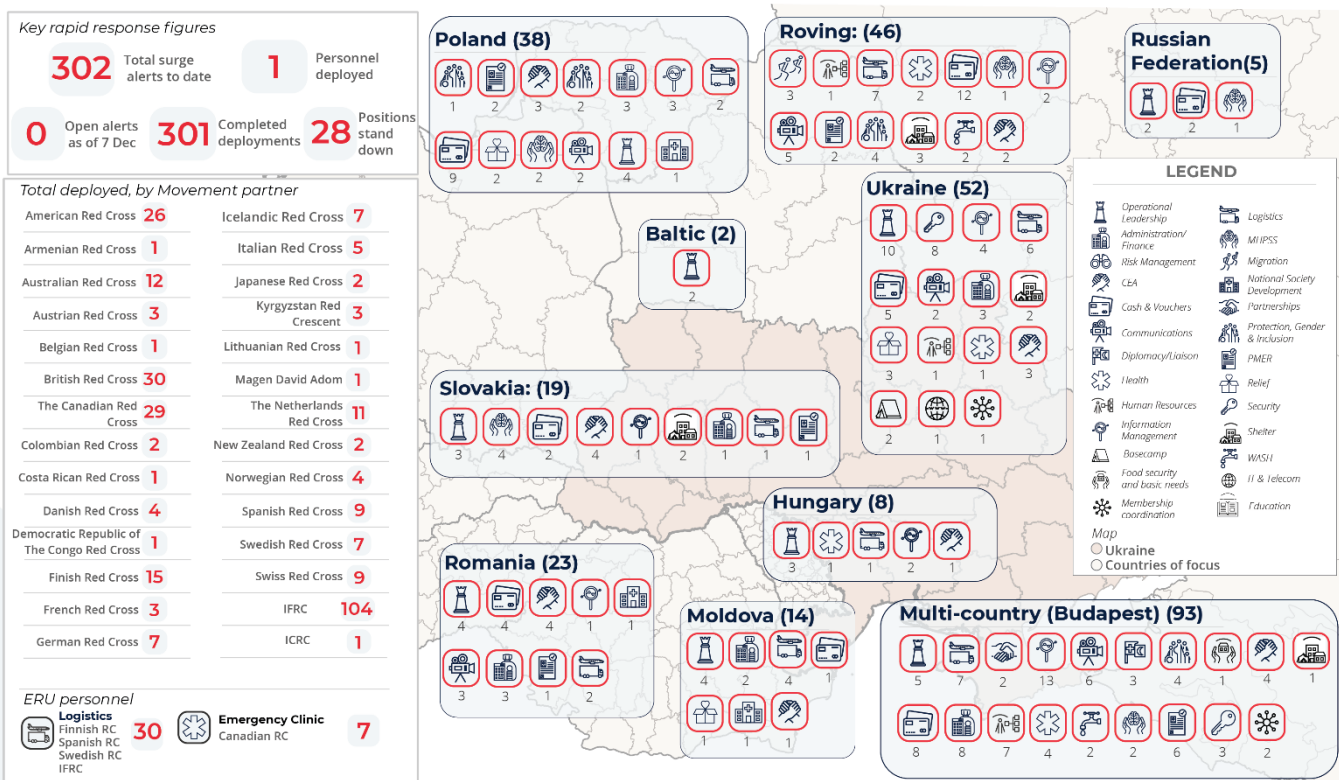 Key rapid response figures
302 Total surge
alerts to date
1 Personnel
deployed
0 Open alerts
as of 7 Dec
301 Completed
deployments
28 Positions
stand
down
Total deployed, by Movement partner
American Red Cross 26
Armenian Red Cross 1
Australian Red Cross 12
Austrian Red Cross 3
Belgian Red Cross 1
British Red Cross 30
The Canadian Red
Cross 29
Colombian Red Cross 2
Costa Rican Red Cross 1
Danish Red Cross 4
Democratic Republic of
The Congo Red Cross 1
Finish Red Cross 15
French Red Cross 3
German Red Cross 7
Icelandic Red Cross 7
Italian Red Cross 5
Japanese Red Cross 2
Kyrgyzstan Red
Crescent 3
Lithuanian Red Cross 1
Magen David Adom 1
The Netherlands
Red Cross 11
New Zealand Red Cross 2
Norwegian Red Cross 4
Spanish Red Cross 9
Swedish Red Cross 7
Swiss Red Cross 9
IFRC 104
ICRC 1
ERU personnel
Logistics
Finnish RC
Spanish RC
Swedish RC
IFRC
30
Emergency Clinic
Canadian RC
7
Poland (38)
1 2 3 2 3 3 2
9 2 2 2 4 1
Roving: (46)
3 1 7 2 12 1 2
5 2 4 3 2 2
Russian
Federation(5)
2 2 1
Baltic (2)
2
Ukraine (52)
10 8 4 6
5 2 3 2
3 1 1 3
2 1 1
Slovakia: (19)
3 4 2 4 1 2 1 1 1
Hungary (8)
3 1 1 2 1
Romania (23)
4 4 4 1 1
3 3 1 2
Moldova (14)
4 2 4 1
1 1 1
Multi-country (Budapest) (93)
5 7 2 13 6 3 4 1 4 1
8 8 7 4 2 2 6 3 2
LEGEND
Operational
Leadership
Administration/
Finance
Risk Management
CEA
Cash & Vouchers
Communications
Diplomacy/Liaison
Health
Human Resources
Information
Management
Basecamp
Food security
and basic needs
Membership
coordination
Logistics
MHPSS
Migration
National Society
Development
Partnerships
Protection, Gender
& Inclusion
PMER
Relief
Security
Shelter
WASH
IT & Telecom
Education
Map
Ukraine
Countries of focus